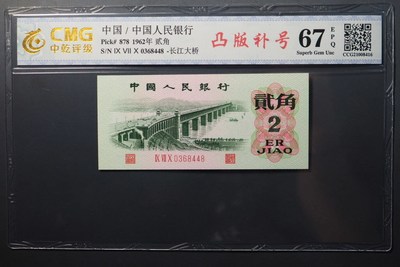 CMG
中乾评级
中国 / 中国人民银行
Pick# 878 1962年 贰角
S/N IX VII X 0368448 -长江大桥
凸版补号
67
EPQ
Superb Gem Unc
中國人民銀行
貳角
2
ER
JIAO
IX VII X 0368448